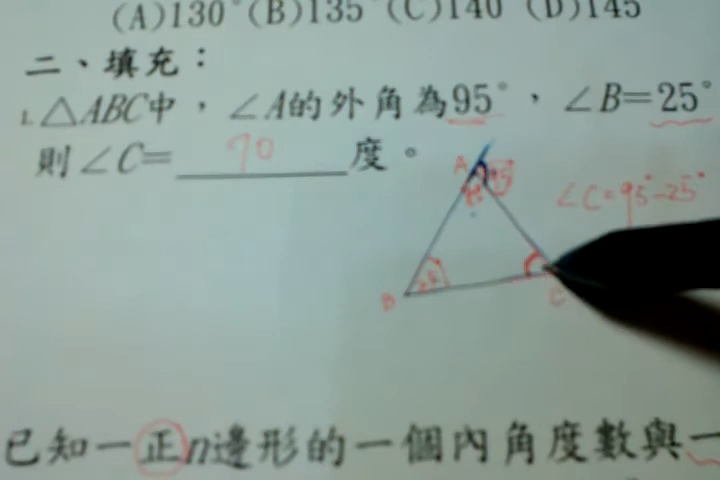 (A)130°(B)135°(C)140°(D)145
二、填充：
1.△ABC中，∠A的外角為95°，∠B=25°
則∠C= 70 度。
A 95°
∠C=95°-25°
B 25°
C
已知一正n邊形的一個內角度數與一